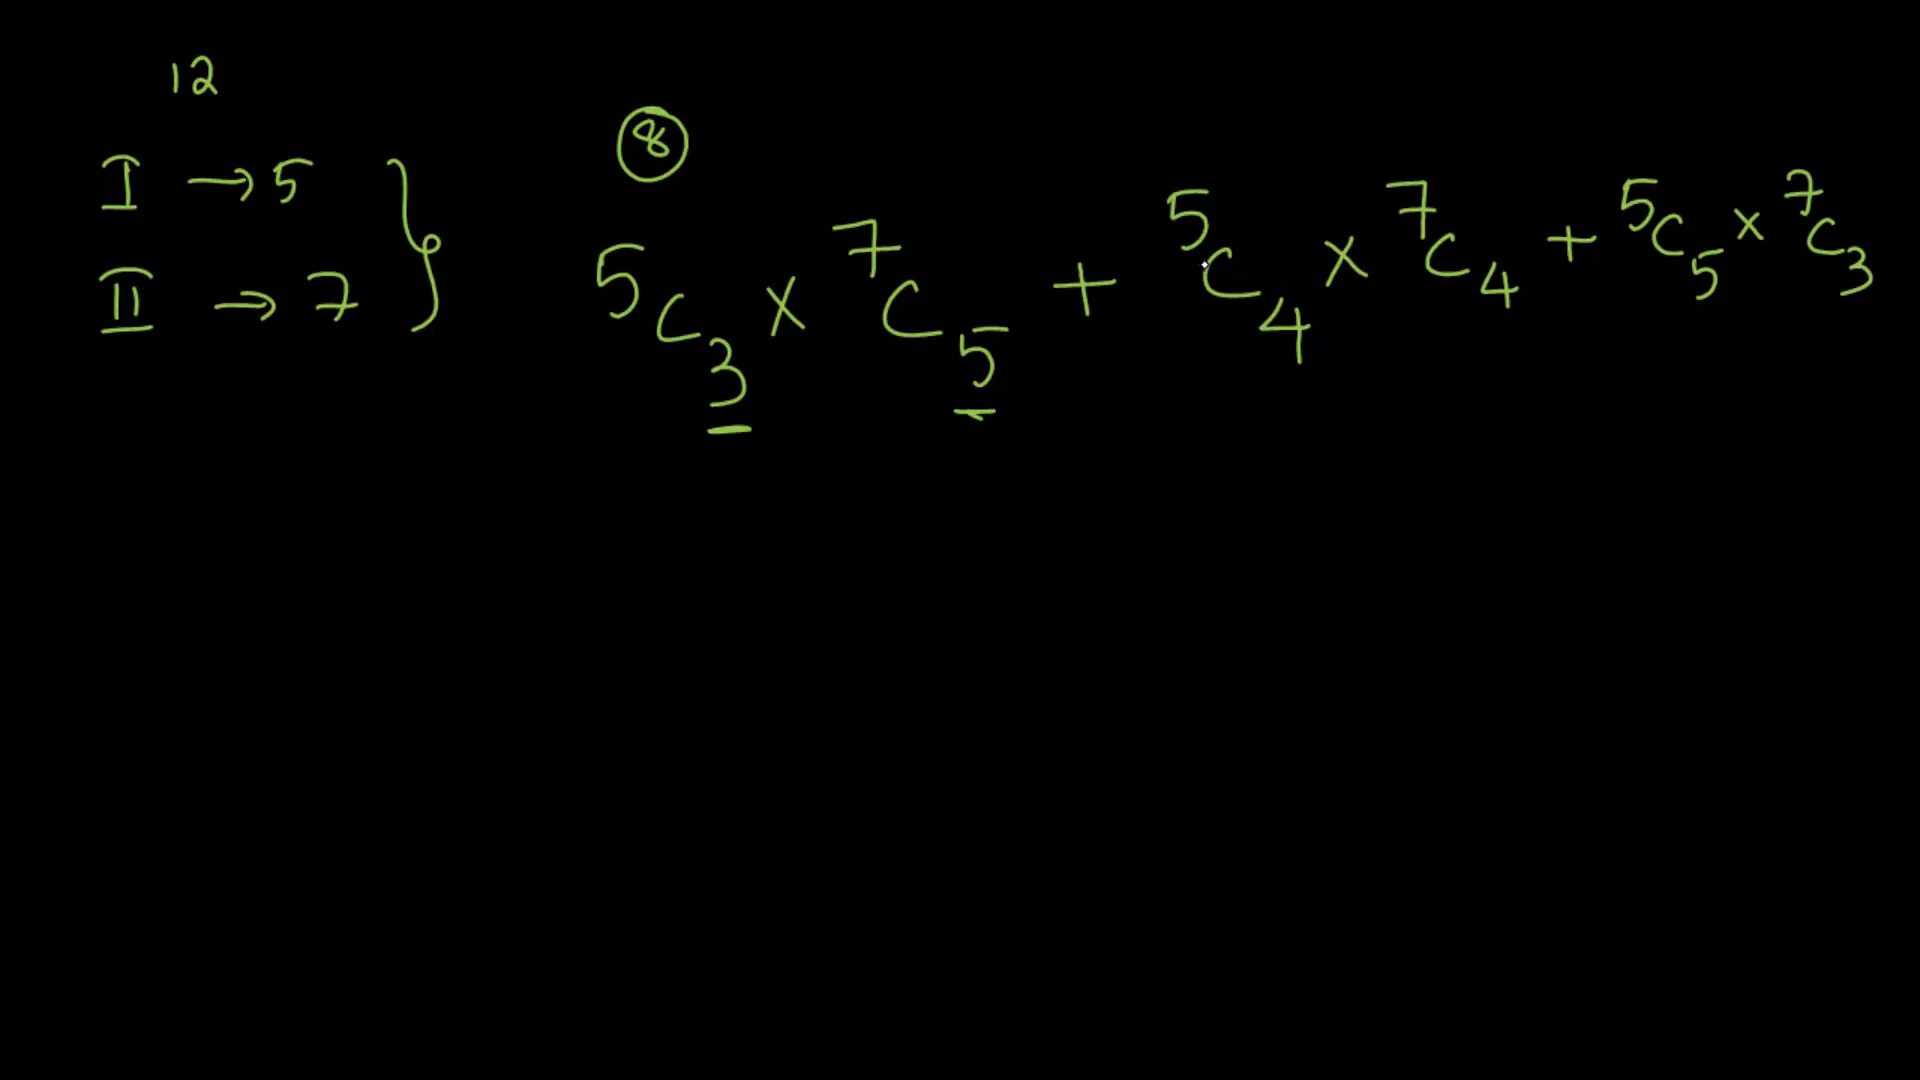 12
I → 5
II → 7
⑧
⁵C₃ × ⁷C₅ + ⁵C₄ × ⁷C₄ + ⁵C₅ × ⁷C₃